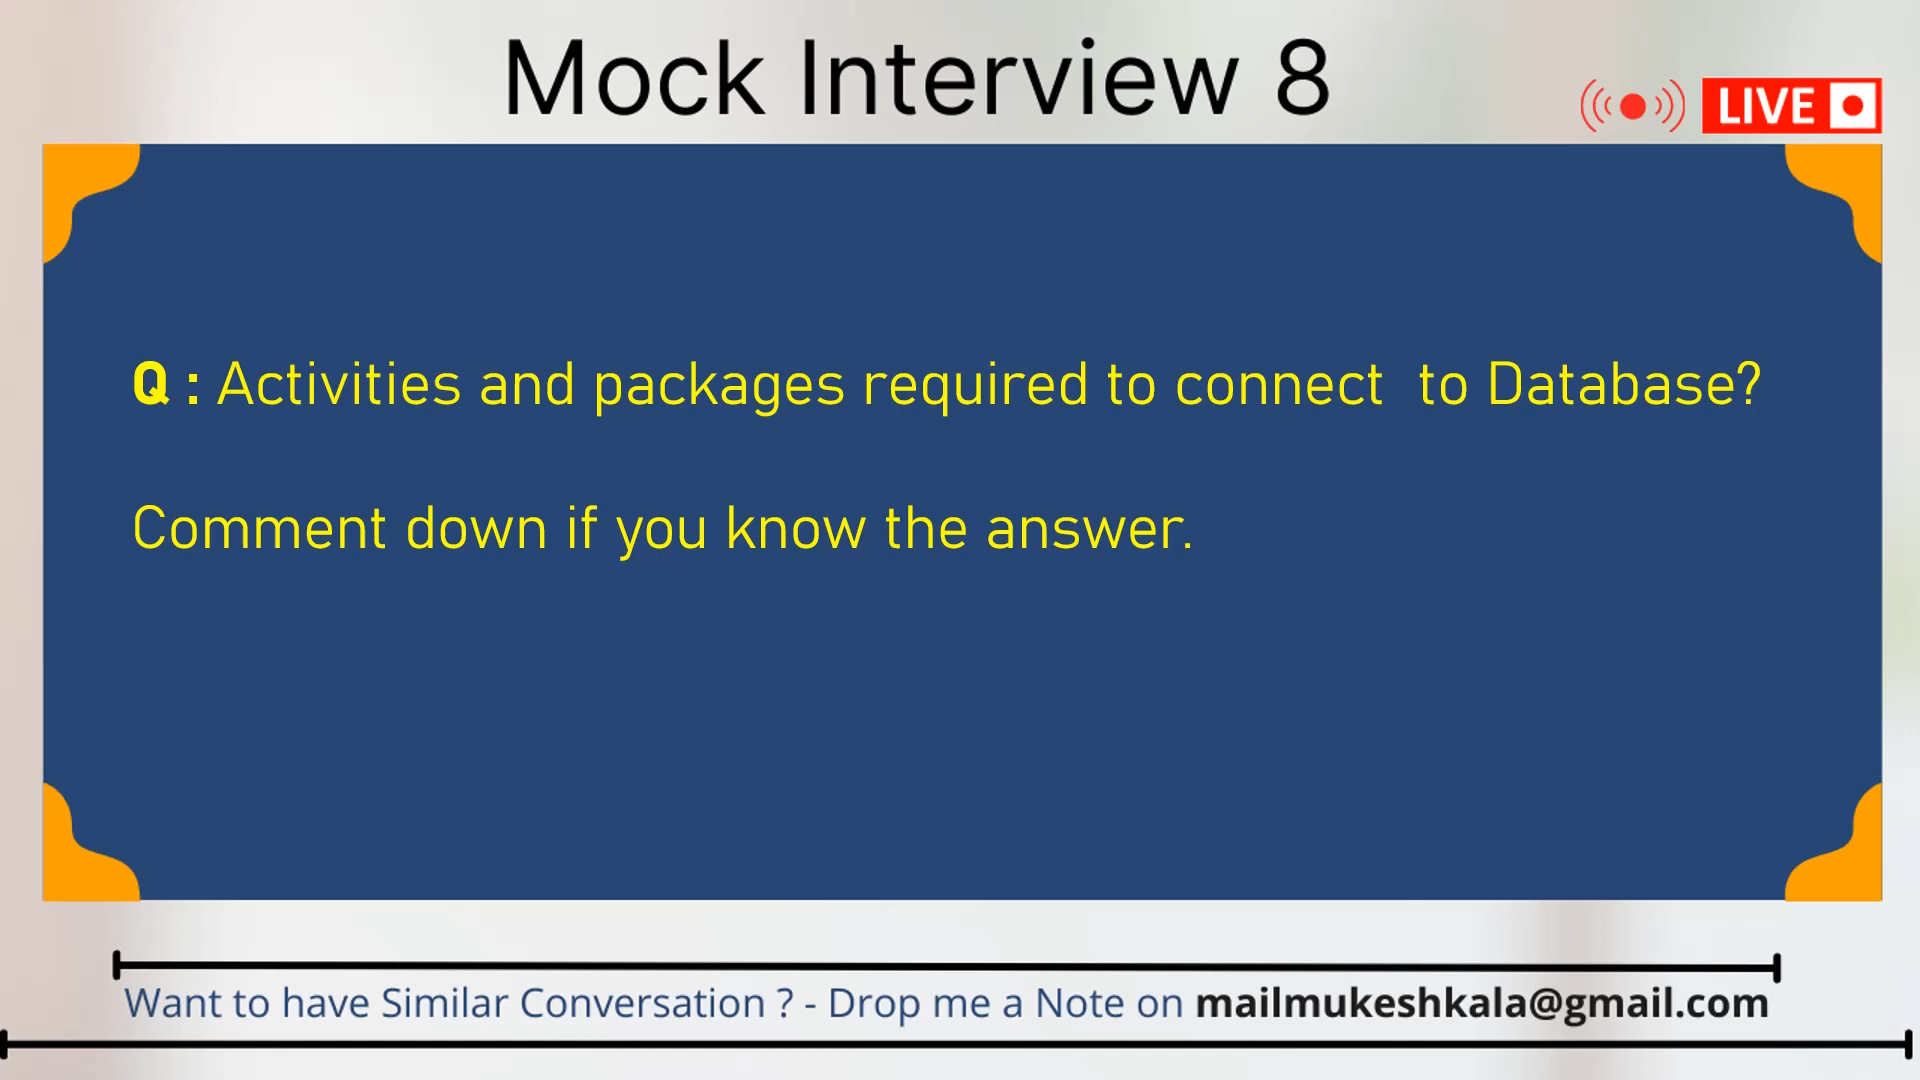 Mock Interview 8
LIVE
Q : Activities and packages required to connect  to Database?
Comment down if you know the answer.
Want to have Similar Conversation ? - Drop me a Note on mailmukeshkala@gmail.com